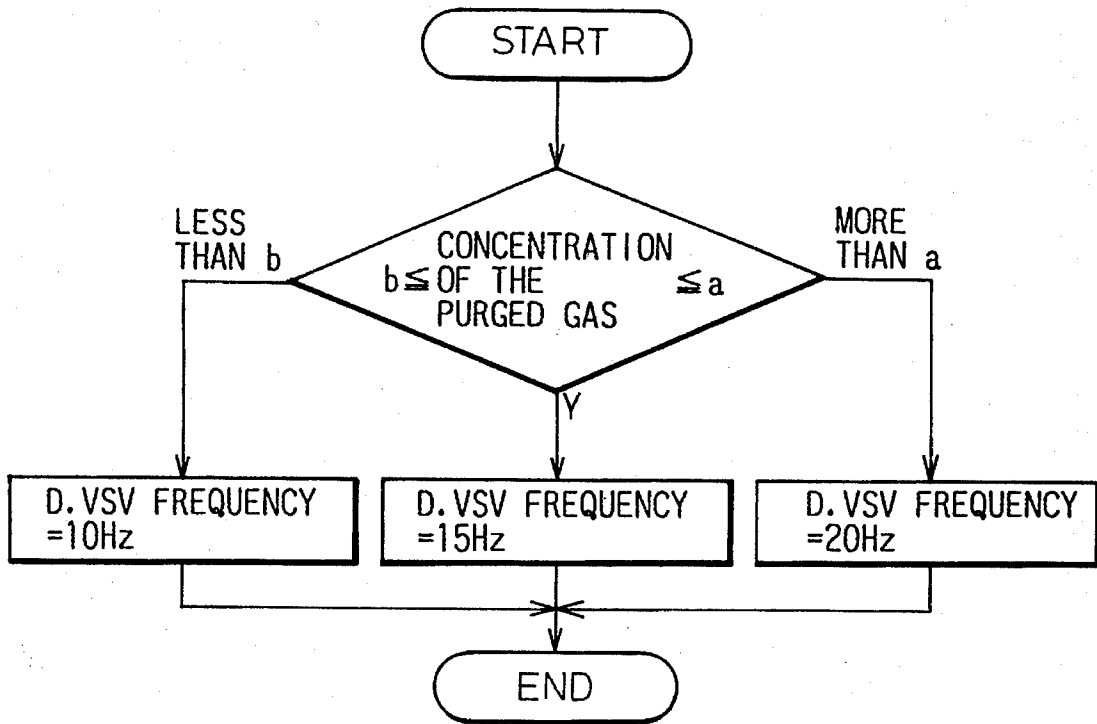 START
LESS
THAN b
CONCENTRATION
b≦OF THE ≦a
PURGED GAS
MORE
THAN a
Y
D.VSV FREQUENCY
=10Hz
D.VSV FREQUENCY
=15Hz
D.VSV FREQUENCY
=20Hz
END